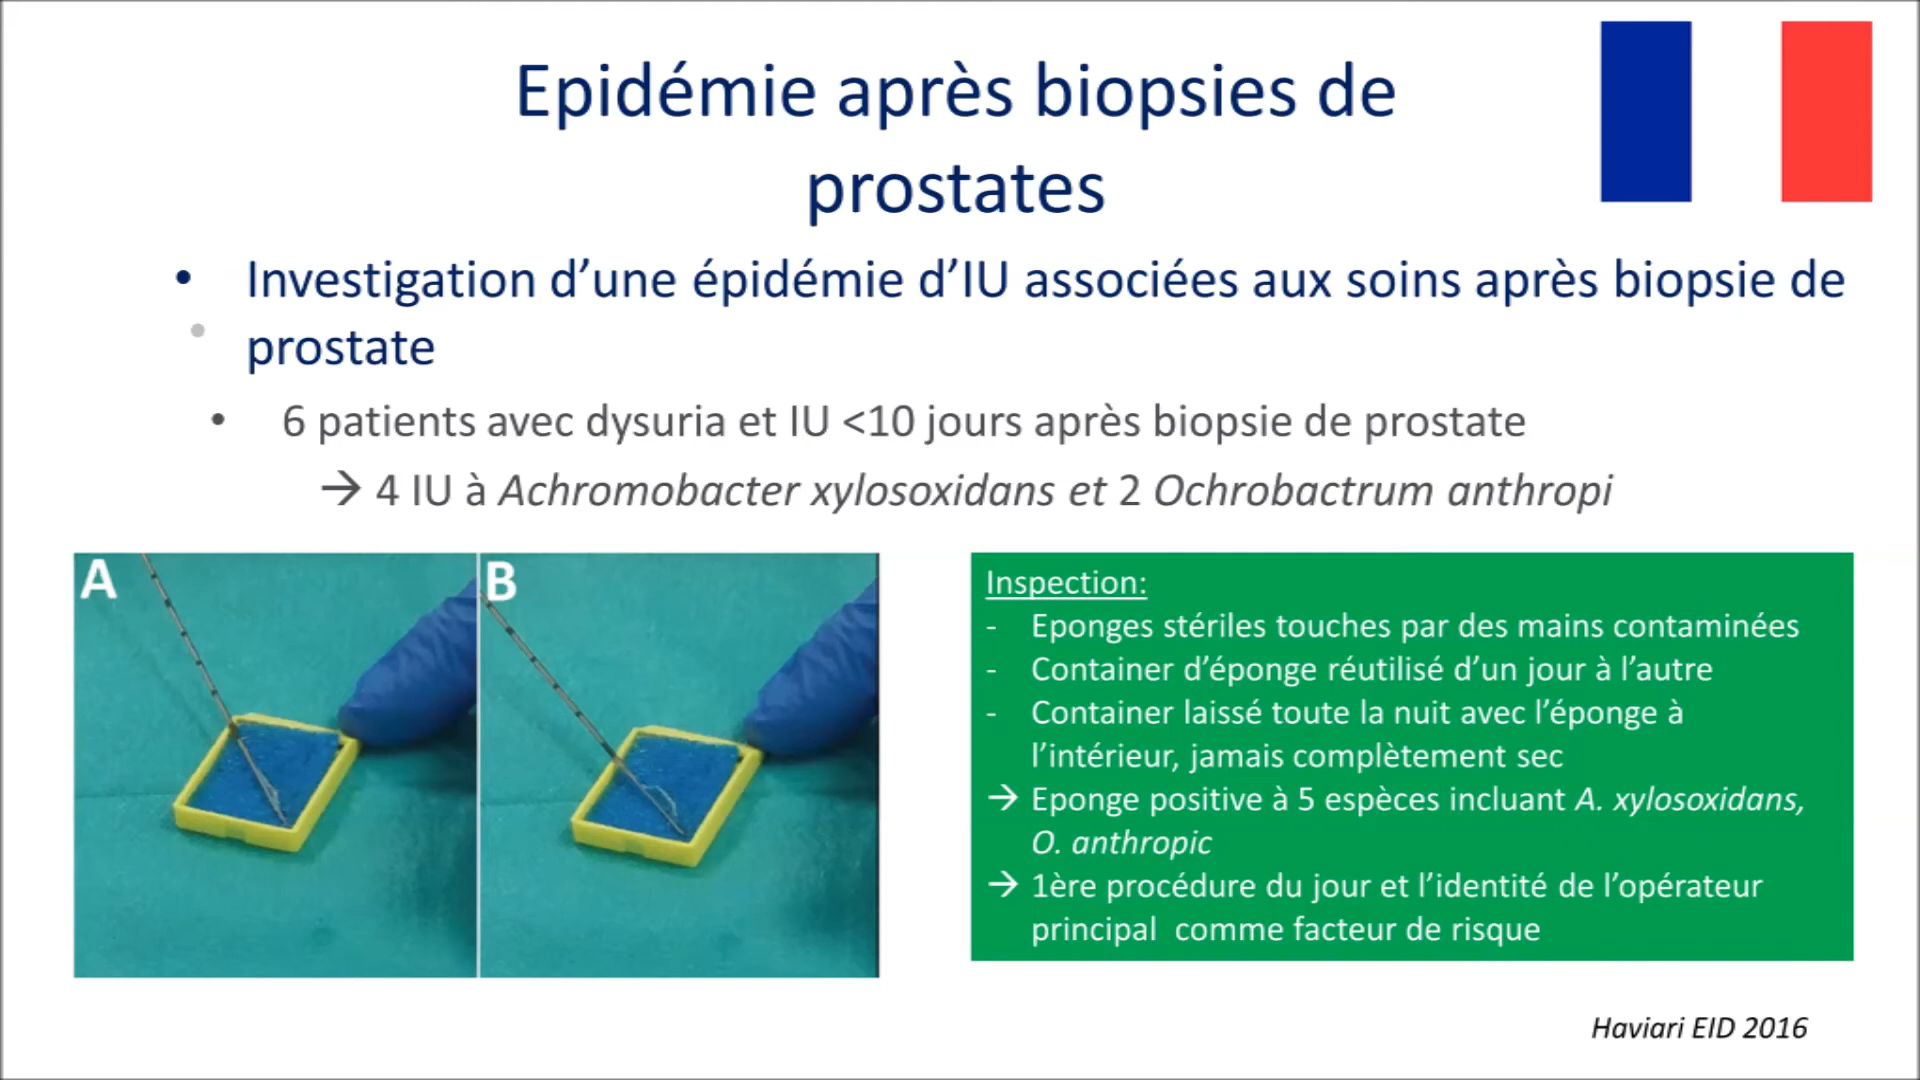 Epidémie après biopsies de
prostates
• Investigation d’une épidémie d’IU associées aux soins après biopsie de
prostate
• 6 patients avec dysuria et IU <10 jours après biopsie de prostate
→ 4 IU à Achromobacter xylosoxidans et 2 Ochrobactrum anthropi
A
B
Inspection:
- Eponges stériles touches par des mains contaminées
- Container d’éponge réutilisé d’un jour à l’autre
- Container laissé toute la nuit avec l’éponge à
l’intérieur, jamais complètement sec
→ Eponge positive à 5 espèces incluant A. xylosoxidans,
O. anthropic
→ 1ère procédure du jour et l’identité de l’opérateur
principal comme facteur de risque
Haviari EID 2016